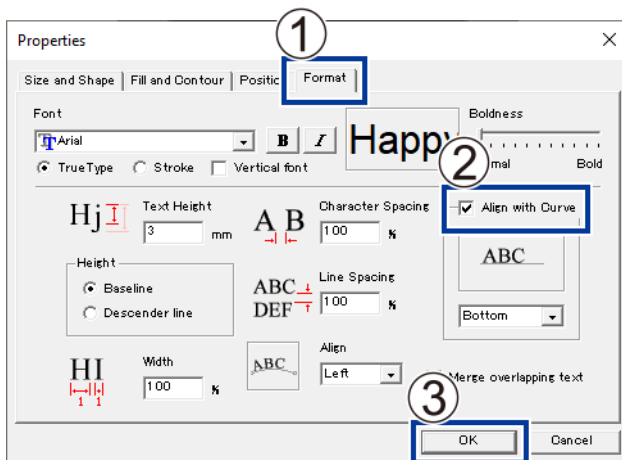 1
Properties
Size and Shape
Fill and Contour
Positic
Format
Font
Boldness
TArial
B
I
Happy
mal
Bold
TrueType
Stroke
Vertical font
2
Hj
Text Height
3
mm
A B
Character Spacing
100
%
Align with Curve
ABC
Bottom
Height
Baseline
Descender line
ABC
DEF
Line Spacing
100
%
HI
1 1
Width
100
%
ABC
Align
Left
Merge overlapping text
3
OK
Cancel